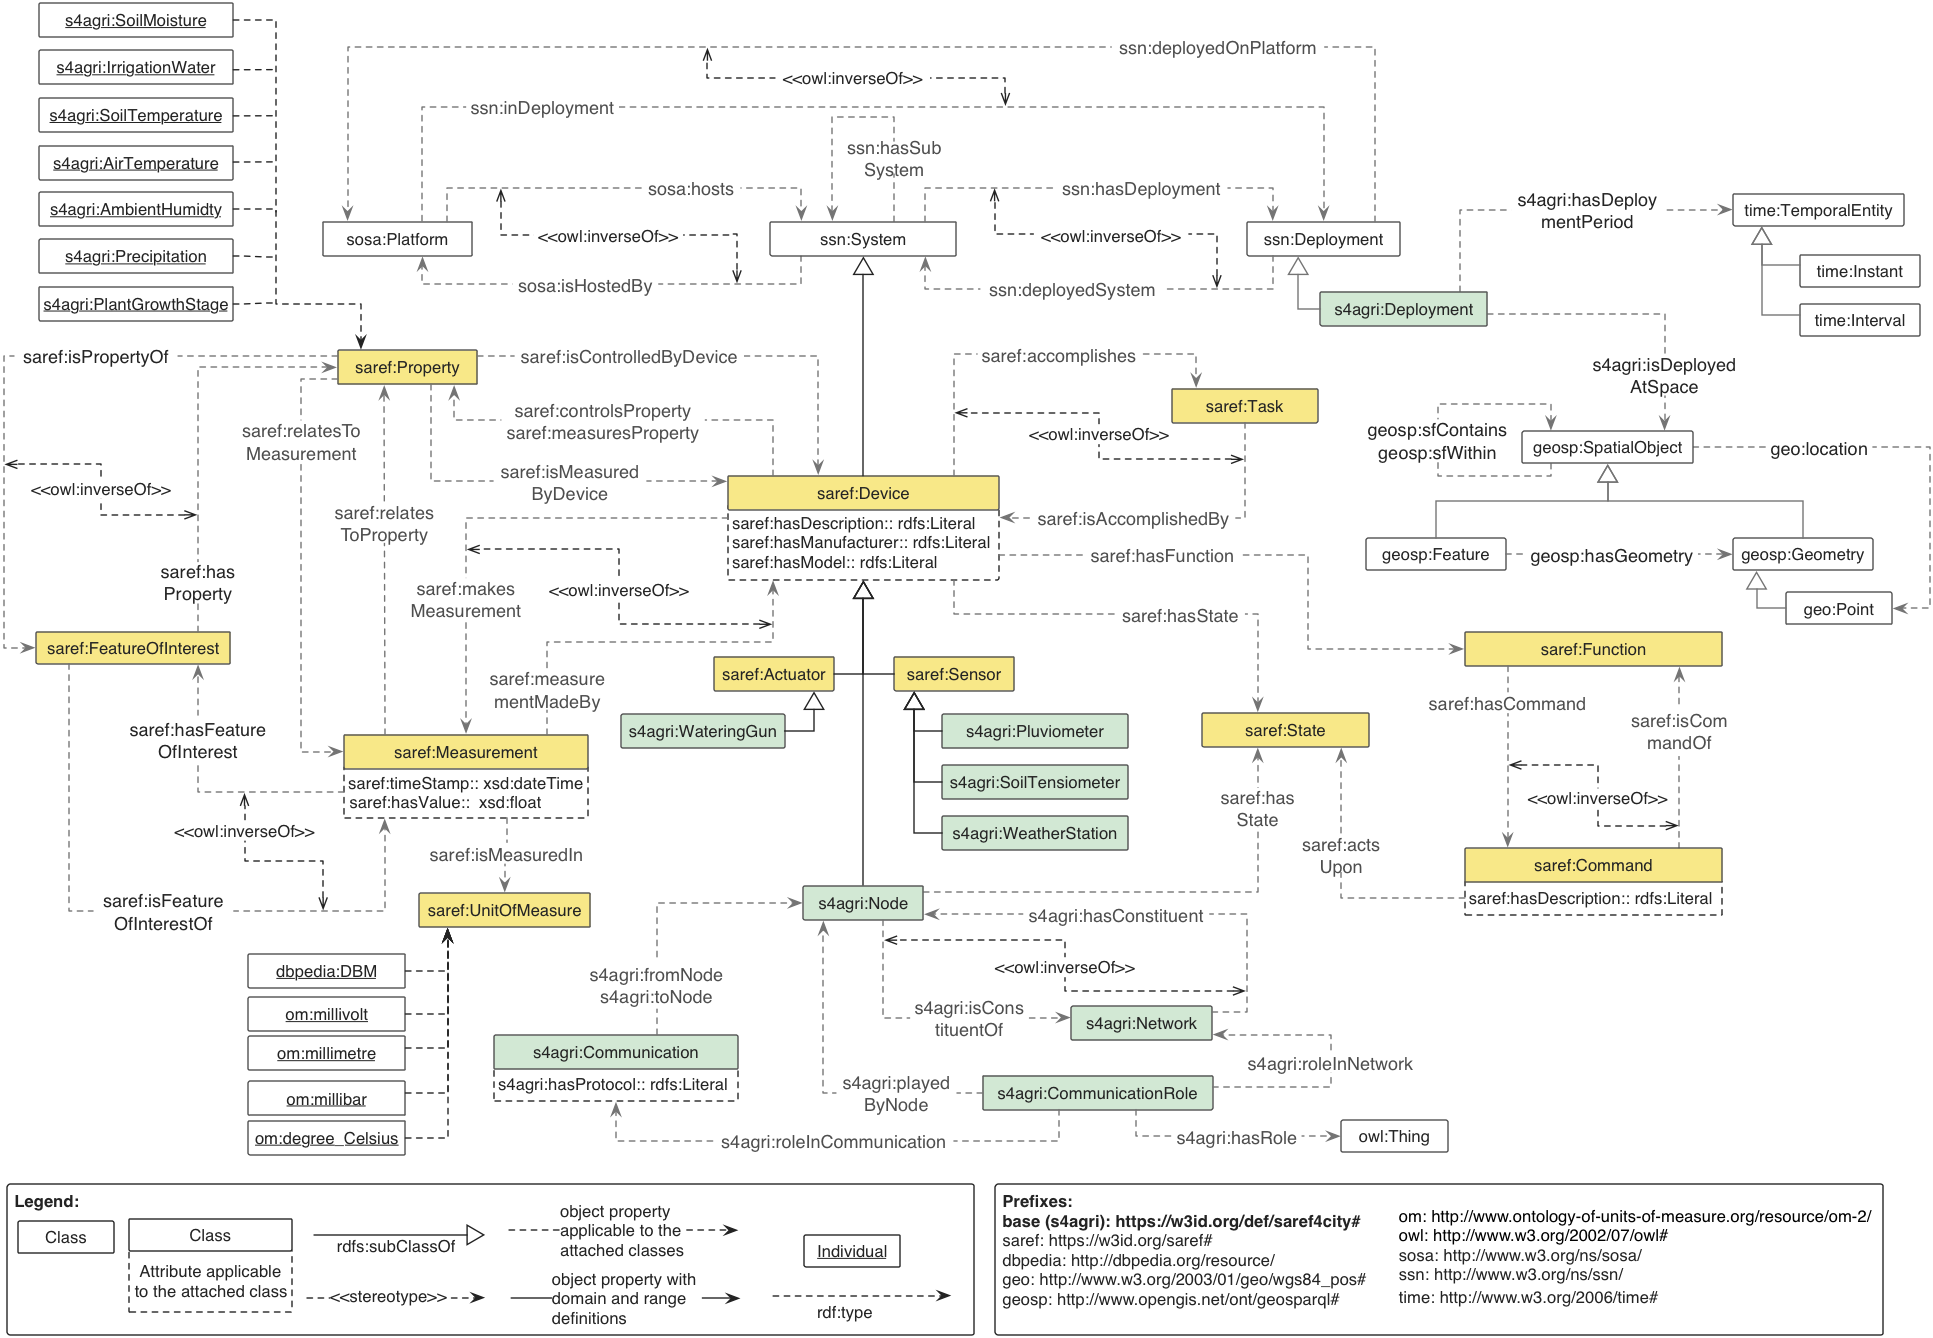 s4agri:SoilMoisture
s4agri:IrrigationWater
s4agri:SoilTemperature
s4agri:AirTemperature
s4agri:AmbientHumidty
s4agri:Precipitation
s4agri:PlantGrowthStage
ssn:deployedOnPlatform
<<owl:inverseOf>>
ssn:inDeployment
ssn:hasSub
System
sosa:hosts
ssn:hasDeployment
sosa:Platform
<<owl:inverseOf>>
ssn:System
<<owl:inverseOf>>
ssn:Deployment
sosa:isHostedBy
ssn:deployedSystem
s4agri:hasDeploy
mentPeriod
time:TemporalEntity
time:Instant
time:Interval
s4agri:Deployment
s4agri:isDeployed
AtSpace
saref:isPropertyOf
saref:Property
saref:isControlledByDevice
saref:accomplishes
saref:Task
saref:controlsProperty
saref:measuresProperty
<<owl:inverseOf>>
saref:relatesTo
Measurement
saref:isMeasured
ByDevice
<<owl:inverseOf>>
saref:relates
ToProperty
saref:Device
saref:hasDescription:: rdfs:Literal
saref:hasManufacturer:: rdfs:Literal
saref:hasModel:: rdfs:Literal
saref:isAccomplishedBy
saref:hasFunction
geosp:sfContains
geosp:sfWithin
geosp:SpatialObject
geo:location
geosp:Feature
geosp:hasGeometry
geosp:Geometry
geo:Point
saref:has
Property
saref:makes
Measurement
<<owl:inverseOf>>
saref:hasState
saref:FeatureOfInterest
saref:Function
saref:measure
mentMadeBy
saref:Actuator
saref:Sensor
s4agri:WateringGun
s4agri:Pluviometer
s4agri:SoilTensiometer
s4agri:WeatherStation
saref:State
saref:hasCommand
saref:isCom
mandOf
saref:hasFeature
OfInterest
saref:Measurement
saref:timeStamp:: xsd:dateTime
saref:hasValue:: xsd:float
<<owl:inverseOf>>
saref:isMeasuredIn
saref:has
State
saref:acts
Upon
<<owl:inverseOf>>
saref:Command
saref:hasDescription:: rdfs:Literal
saref:isFeature
OfInterestOf
saref:UnitOfMeasure
s4agri:Node
s4agri:hasConstituent
<<owl:inverseOf>>
s4agri:fromNode
s4agri:toNode
s4agri:isCons
tituentOf
s4agri:Network
dbpedia:DBM
om:millivolt
om:millimetre
om:millibar
om:degree_Celsius
s4agri:Communication
s4agri:hasProtocol:: rdfs:Literal
s4agri:roleInNetwork
s4agri:played
ByNode
s4agri:CommunicationRole
s4agri:roleInCommunication
s4agri:hasRole
owl:Thing
Legend:
Class
Class
Attribute applicable
to the attached class
rdfs:subClassOf
<<stereotype>>
object property
applicable to the
attached classes
object property with
domain and range
definitions
Individual
rdf:type
Prefixes:
base (s4agri): https://w3id.org/def/saref4city#
saref: https://w3id.org/saref#
dbpedia: http://dbpedia.org/resource/
geo: http://www.w3.org/2003/01/geo/wgs84_pos#
geosp: http://www.opengis.net/ont/geosparql#
om: http://www.ontology-of-units-of-measure.org/resource/om-2/
owl: http://www.w3.org/2002/07/owl#
sosa: http://www.w3.org/ns/sosa/
ssn: http://www.w3.org/ns/ssn/
time: http://www.w3.org/2006/time#